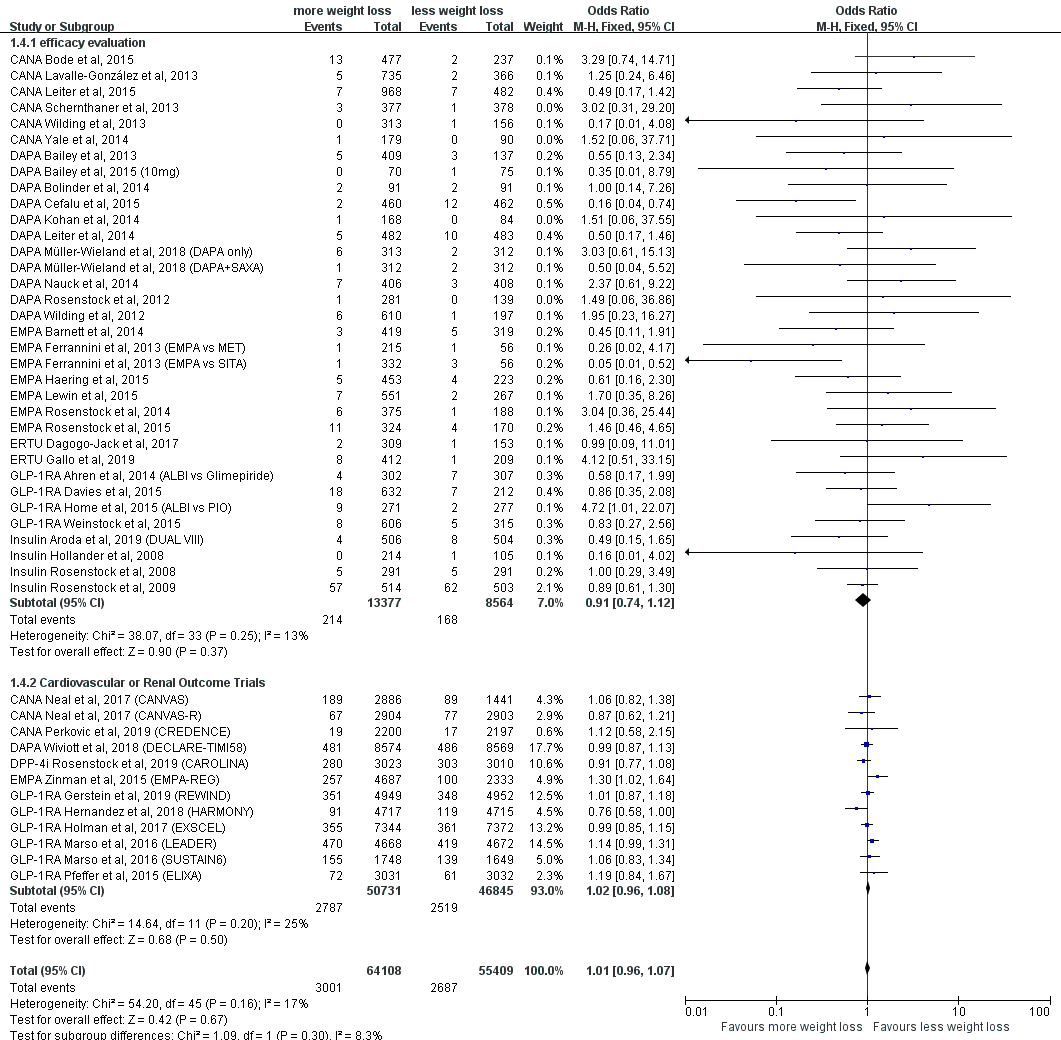 more weight loss less weight loss Odds Ratio Odds Ratio
Study or Subgroup Events Total Events Total Weight M-H, Fixed, 95% CI M-H, Fixed, 95% CI
1.4.1 efficacy evaluation
CANA Bode et al, 2015 13 477 2 237 0.1% 3.29 [0.74, 14.71]
CANA Lavalle-González et al, 2013 5 735 2 366 0.1% 1.25 [0.24, 6.46]
CANA Leiter et al, 2015 7 968 7 482 0.3% 0.49 [0.17, 1.42]
CANA Schernthaner et al, 2013 3 377 1 378 0.0% 3.02 [0.31, 29.20]
CANA Wilding et al, 2013 0 313 1 156 0.1% 0.17 [0.01, 4.08]
CANA Yale et al, 2014 1 179 0 90 0.0% 1.52 [0.06, 37.71]
DAPA Bailey et al, 2013 5 409 3 137 0.2% 0.55 [0.13, 2.34]
DAPA Bailey et al, 2015 (10mg) 0 70 1 75 0.1% 0.35 [0.01, 8.79]
DAPA Bolinder et al, 2014 2 91 2 91 0.1% 1.00 [0.14, 7.26]
DAPA Cefalu et al, 2015 2 460 12 462 0.5% 0.16 [0.04, 0.74]
DAPA Kohan et al, 2014 1 168 0 84 0.0% 1.51 [0.06, 37.55]
DAPA Leiter et al, 2014 5 482 10 483 0.4% 0.50 [0.17, 1.46]
DAPA Müller-Wieland et al, 2018 (DAPA only) 6 313 2 312 0.1% 3.03 [0.61, 15.13]
DAPA Müller-Wieland et al, 2018 (DAPA+SAXA) 1 312 2 312 0.1% 0.50 [0.04, 5.52]
DAPA Nauck et al, 2014 7 406 3 408 0.1% 2.37 [0.61, 9.22]
DAPA Rosenstock et al, 2012 1 281 0 139 0.0% 1.49 [0.06, 36.86]
DAPA Wilding et al, 2012 6 610 1 197 0.1% 1.95 [0.23, 16.27]
EMPA Barnett et al, 2014 3 419 5 319 0.2% 0.45 [0.11, 1.91]
EMPA Ferrannini et al, 2013 (EMPA vs MET) 1 215 1 56 0.1% 0.26 [0.02, 4.17]
EMPA Ferrannini et al, 2013 (EMPA vs SITA) 1 332 3 56 0.2% 0.05 [0.01, 0.52]
EMPA Haering et al, 2015 5 453 4 223 0.2% 0.61 [0.16, 2.30]
EMPA Lewin et al, 2015 7 551 2 267 0.1% 1.70 [0.35, 8.26]
EMPA Rosenstock et al, 2014 6 375 1 188 0.0% 3.04 [0.36, 25.44]
EMPA Rosenstock et al, 2015 11 324 4 170 0.2% 1.46 [0.46, 4.65]
ERTU Dagogo-Jack et al, 2017 2 309 1 153 0.0% 0.99 [0.09, 11.01]
ERTU Gallo et al, 2019 8 412 1 209 0.0% 4.12 [0.51, 33.15]
GLP-1RA Ahren et al, 2014 (ALBI vs Glimepiride) 4 302 7 307 0.3% 0.58 [0.17, 1.99]
GLP-1RA Davies et al, 2015 18 632 7 212 0.4% 0.86 [0.35, 2.08]
GLP-1RA Home et al, 2015 (ALBI vs PIO) 9 271 2 277 0.1% 4.72 [1.01, 22.07]
GLP-1RA Weinstock et al, 2015 8 606 5 315 0.3% 0.83 [0.27, 2.56]
Insulin Aroda et al, 2019 (DUAL VIII) 4 506 8 504 0.3% 0.49 [0.15, 1.65]
Insulin Hollander et al, 2008 0 214 1 105 0.1% 0.16 [0.01, 4.02]
Insulin Rosenstock et al, 2008 5 291 5 291 0.2% 1.00 [0.29, 3.49]
Insulin Rosenstock et al, 2009 57 514 62 503 2.1% 0.89 [0.61, 1.30]
Subtotal (95% CI) 13377 8564 7.0% 0.91 [0.74, 1.12]
Total events 214 168
Heterogeneity: Chi² = 38.07, df = 33 (P = 0.25); I² = 13%
Test for overall effect: Z = 0.90 (P = 0.37)
1.4.2 Cardiovascular or Renal Outcome Trials
CANA Neal et al, 2017 (CANVAS) 189 2886 89 1441 4.3% 1.06 [0.82, 1.38]
CANA Neal et al, 2017 (CANVAS-R) 67 2904 77 2903 2.9% 0.87 [0.62, 1.21]
CANA Perkovic et al, 2019 (CREDENCE) 19 2200 17 2197 0.6% 1.12 [0.58, 2.15]
DAPA Wiviott et al, 2018 (DECLARE-TIMI58) 481 8574 486 8569 17.7% 0.99 [0.87, 1.13]
DPP-4i Rosenstock et al, 2019 (CAROLINA) 280 3023 303 3010 10.6% 0.91 [0.77, 1.08]
EMPA Zinman et al, 2015 (EMPA-REG) 257 4687 100 2333 4.9% 1.30 [1.02, 1.64]
GLP-1RA Gerstein et al, 2019 (REWIND) 351 4949 348 4952 12.5% 1.01 [0.87, 1.18]
GLP-1RA Hernandez et al, 2018 (HARMONY) 91 4717 119 4715 4.5% 0.76 [0.58, 1.00]
GLP-1RA Holman et al, 2017 (EXSCEL) 355 7344 361 7372 13.2% 0.99 [0.85, 1.15]
GLP-1RA Marso et al, 2016 (LEADER) 470 4668 419 4672 14.6% 1.14 [0.99, 1.31]
GLP-1RA Marso et al, 2016 (SUSTAIN6) 155 1748 139 1649 5.0% 1.06 [0.83, 1.34]
GLP-1RA Pfeffer et al, 2015 (ELIXA) 72 3031 61 3032 2.3% 1.19 [0.84, 1.67]
Subtotal (95% CI) 50731 46845 93.0% 1.02 [0.96, 1.08]
Total events 2787 2519
Heterogeneity: Chi² = 14.64, df = 11 (P = 0.20); I² = 25%
Test for overall effect: Z = 0.68 (P = 0.50)
Total (95% CI) 64108 55409 100.0% 1.01 [0.96, 1.07]
Total events 3001 2687
Heterogeneity: Chi² = 54.20, df = 45 (P = 0.16); I² = 17%
0.01 0.1 1 10 100
Test for overall effect: Z = 0.42 (P = 0.67)
Favours more weight loss Favours less weight loss
Test for subgroup differences: Chi² = 1.09, df = 1 (P = 0.30), I² = 8.3%